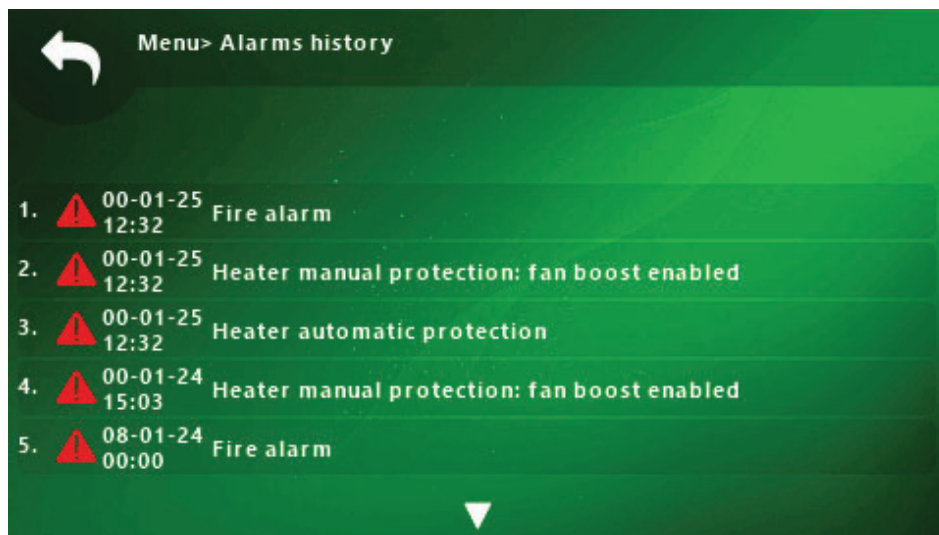 Menu> Alarms history
1. 00-01-25 12:32 Fire alarm
2. 00-01-25 12:32 Heater manual protection: fan boost enabled
3. 00-01-25 12:32 Heater automatic protection
4. 00-01-24 15:03 Heater manual protection: fan boost enabled
5. 08-01-24 00:00 Fire alarm